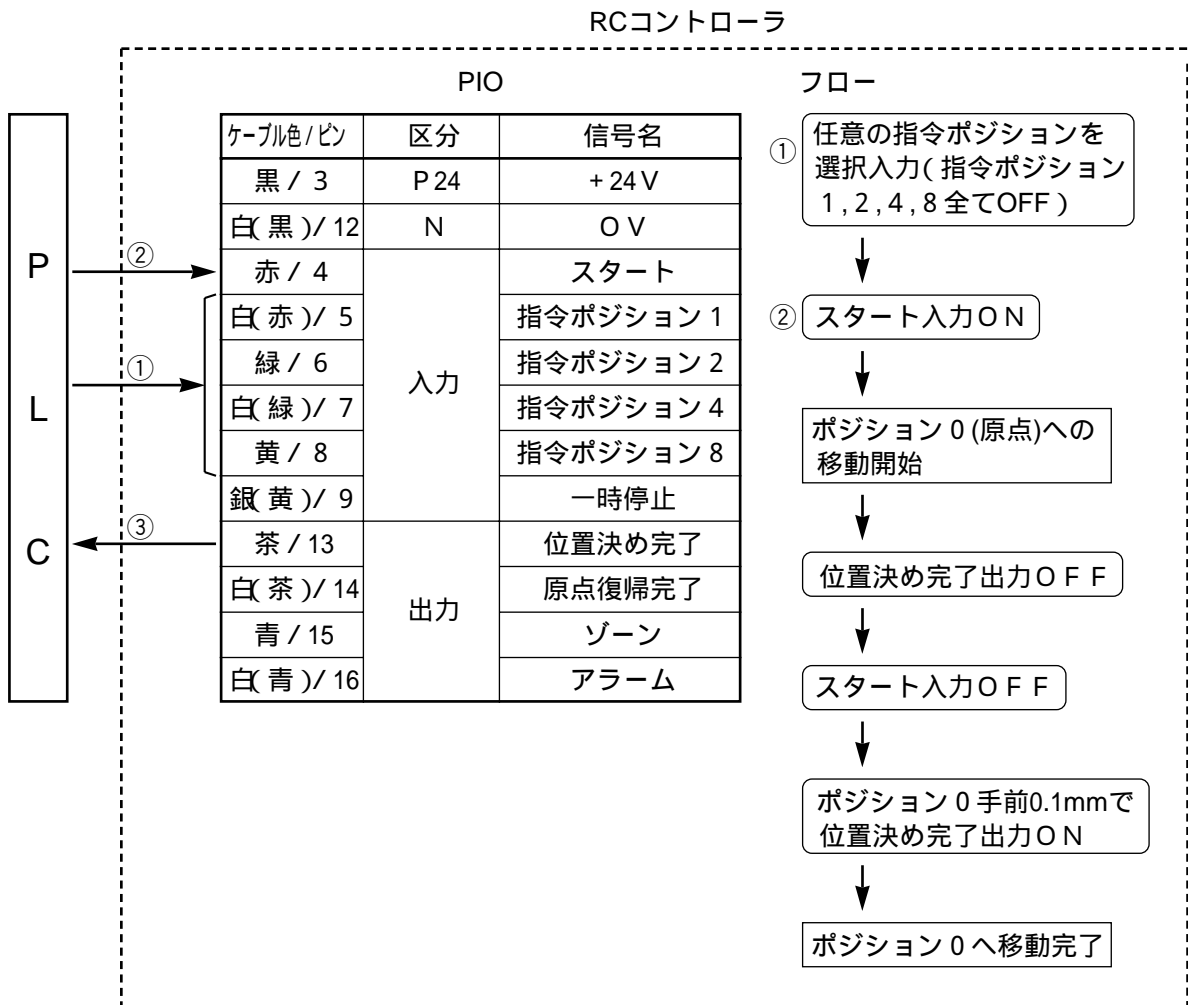 RCコントローラ
PIO
フロー
P
L
C
②
①
③
ケーブル色/ピン 区分 信号名
黒 / 3 P24 +24V
白(黒)/ 12 N OV
赤 / 4 スタート
白(赤)/ 5 指令ポジション 1
緑 / 6 指令ポジション 2
入力
白(緑)/ 7 指令ポジション 4
黄 / 8 指令ポジション 8
銀(黄)/ 9 一時停止
茶 / 13 位置決め完了
白(茶)/ 14 原点復帰完了
出力
青 / 15 ゾーン
白(青)/ 16 アラーム
① 任意の指令ポジションを
選択入力(指令ポジション
1,2,4,8 全てOFF)
② スタート入力ON
ポジション 0 (原点)への
移動開始
位置決め完了出力OFF
スタート入力OFF
ポジション 0 手前0.1mmで
位置決め完了出力ON
ポジション 0 へ移動完了